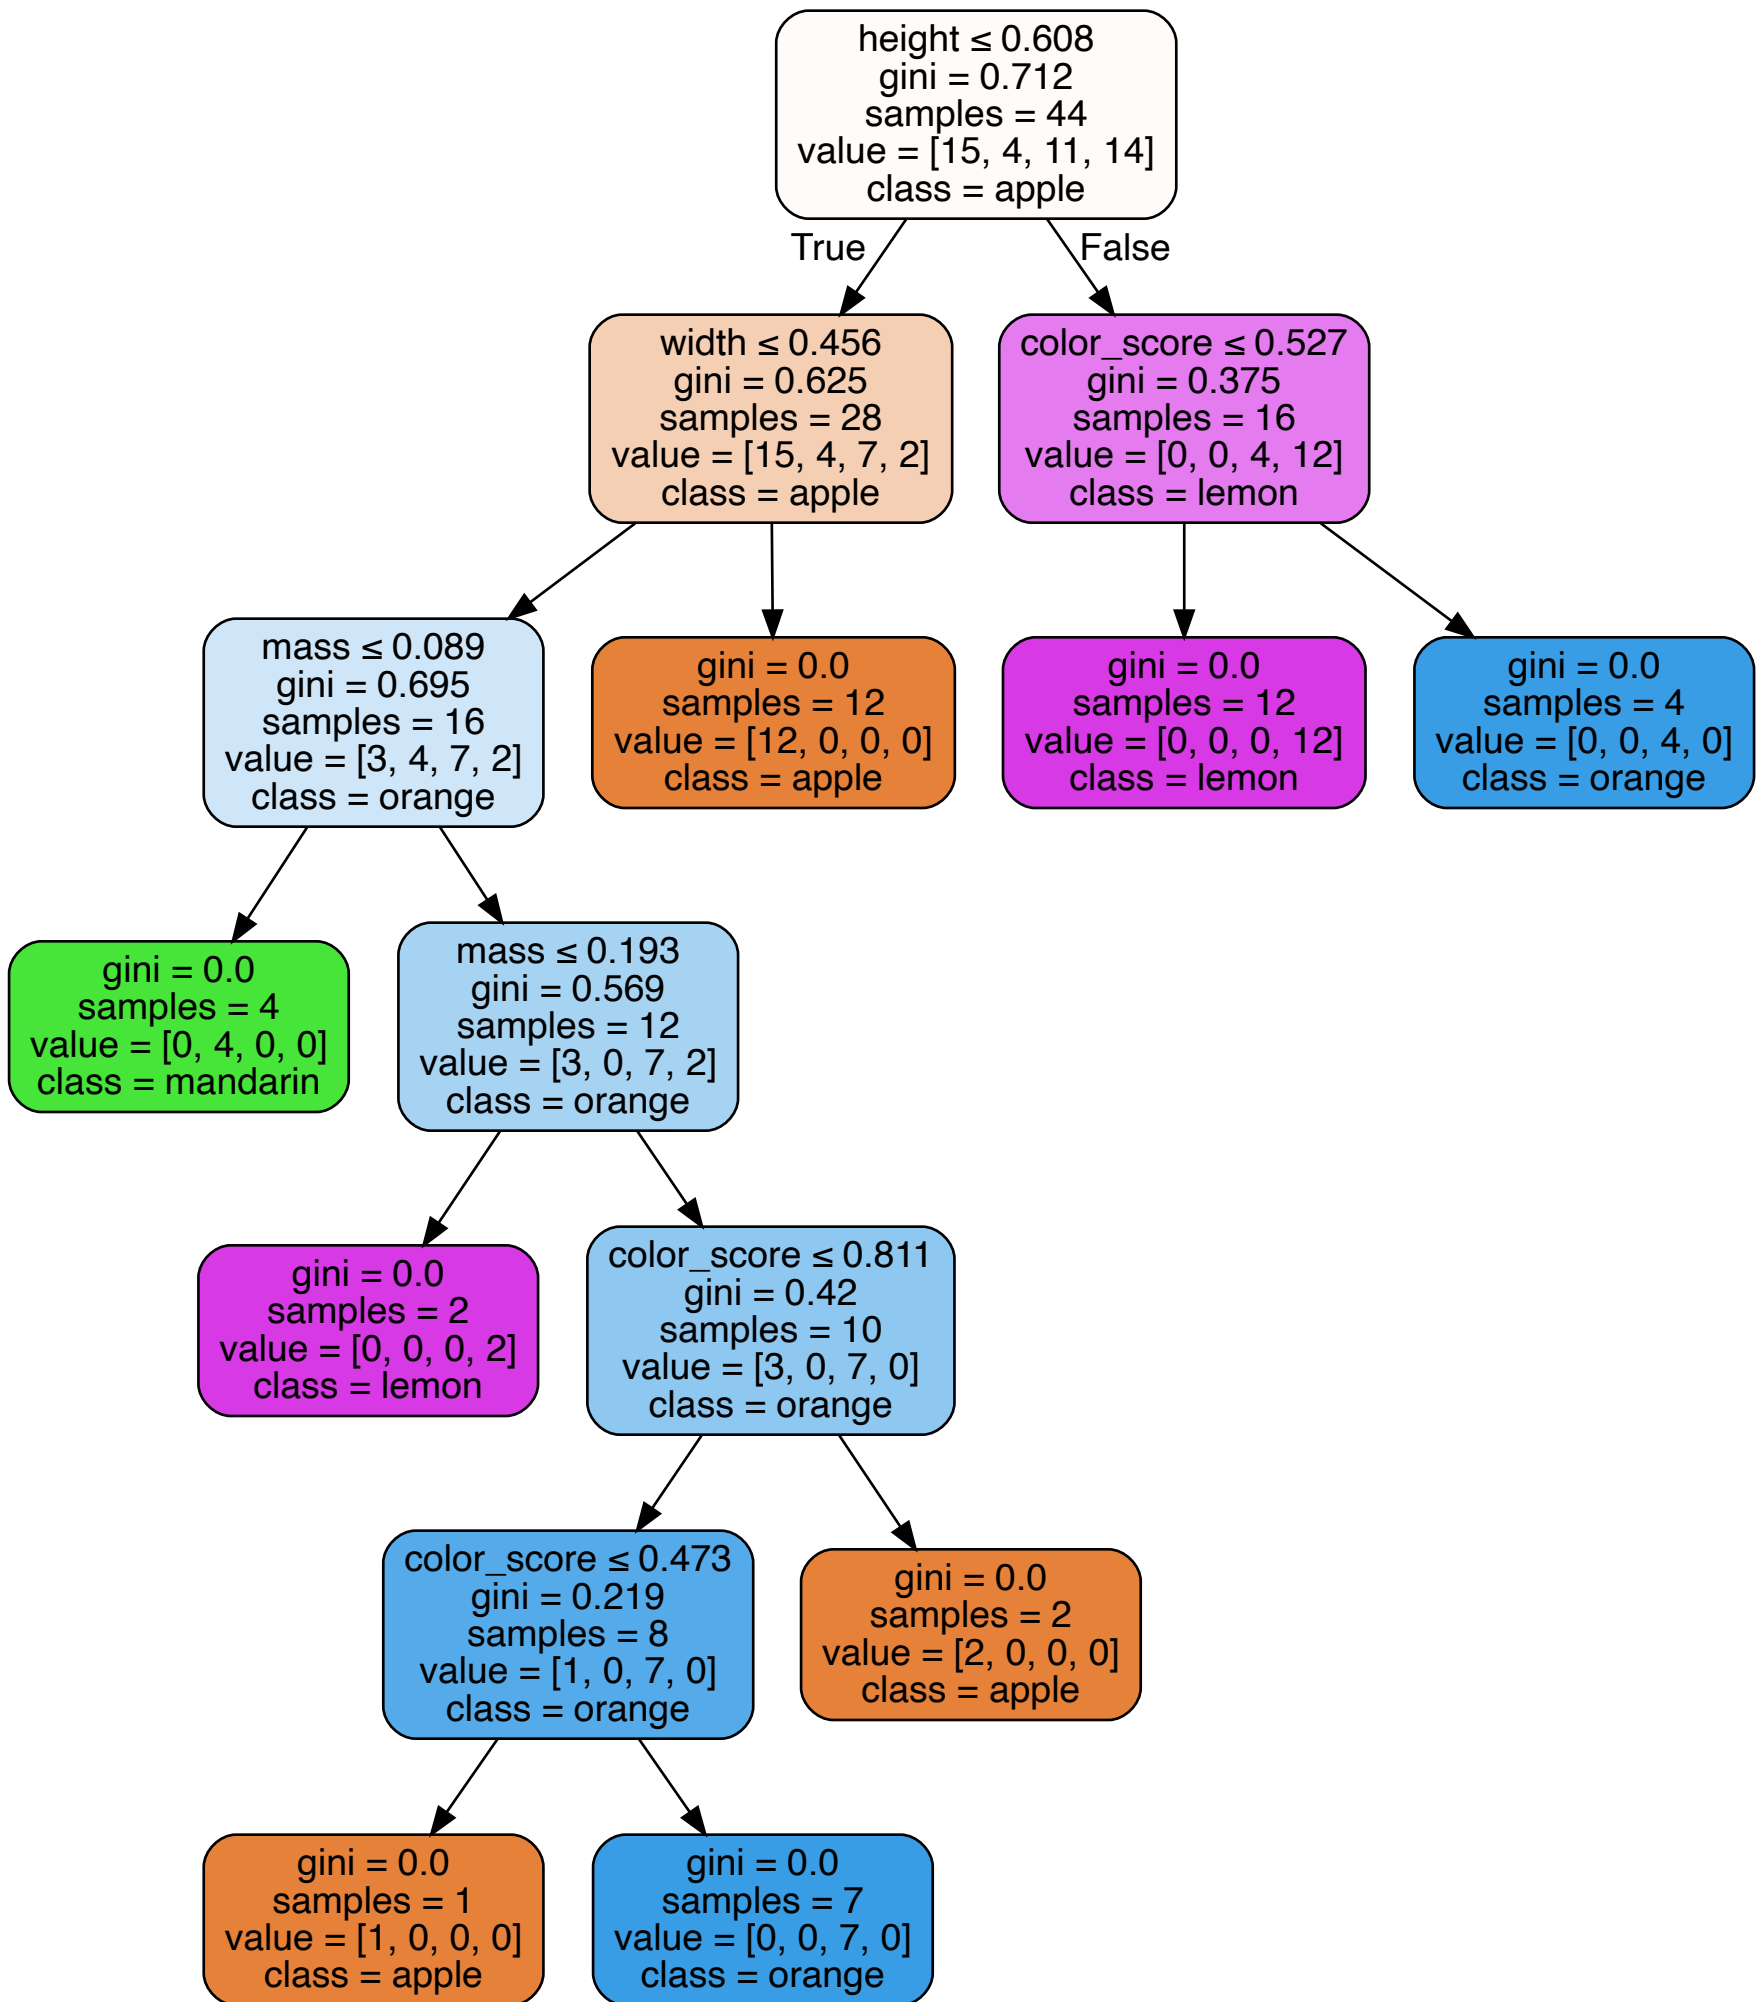 height ≤ 0.608
gini = 0.712
samples = 44
value = [15, 4, 11, 14]
class = apple
True
False
width ≤ 0.456
gini = 0.625
samples = 28
value = [15, 4, 7, 2]
class = apple
color_score ≤ 0.527
gini = 0.375
samples = 16
value = [0, 0, 4, 12]
class = lemon
mass ≤ 0.089
gini = 0.695
samples = 16
value = [3, 4, 7, 2]
class = orange
gini = 0.0
samples = 12
value = [12, 0, 0, 0]
class = apple
gini = 0.0
samples = 12
value = [0, 0, 0, 12]
class = lemon
gini = 0.0
samples = 4
value = [0, 0, 4, 0]
class = orange
gini = 0.0
samples = 4
value = [0, 4, 0, 0]
class = mandarin
mass ≤ 0.193
gini = 0.569
samples = 12
value = [3, 0, 7, 2]
class = orange
gini = 0.0
samples = 2
value = [0, 0, 0, 2]
class = lemon
color_score ≤ 0.811
gini = 0.42
samples = 10
value = [3, 0, 7, 0]
class = orange
color_score ≤ 0.473
gini = 0.219
samples = 8
value = [1, 0, 7, 0]
class = orange
gini = 0.0
samples = 2
value = [2, 0, 0, 0]
class = apple
gini = 0.0
samples = 1
value = [1, 0, 0, 0]
class = apple
gini = 0.0
samples = 7
value = [0, 0, 7, 0]
class = orange